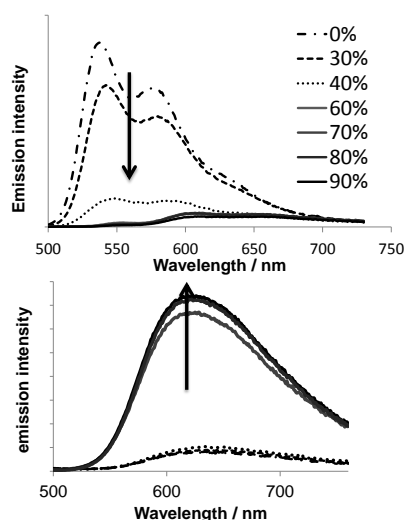 Emission intensity
0%
30%
40%
60%
70%
80%
90%
500 550 600 650 700 750
Wavelength / nm
emission intensity
500 600 700
Wavelength / nm